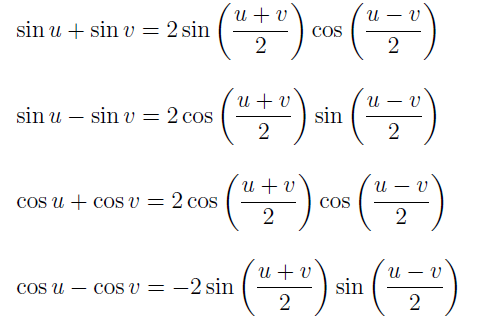 sin u + sin v = 2 sin ( (u + v)/2 ) cos ( (u − v)/2 )
sin u − sin v = 2 cos ( (u + v)/2 ) sin ( (u − v)/2 )
cos u + cos v = 2 cos ( (u + v)/2 ) cos ( (u − v)/2 )
cos u − cos v = −2 sin ( (u + v)/2 ) sin ( (u − v)/2 )